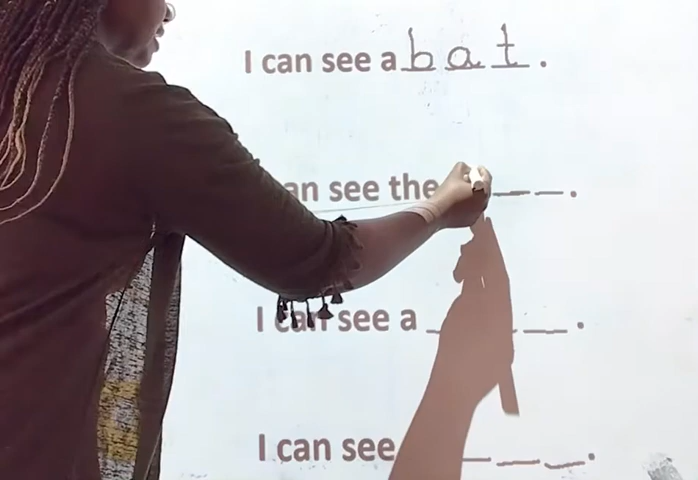 I can see a bat.
an see the _ _ _.
I can see a _ _ _.
I can see _ _ _.